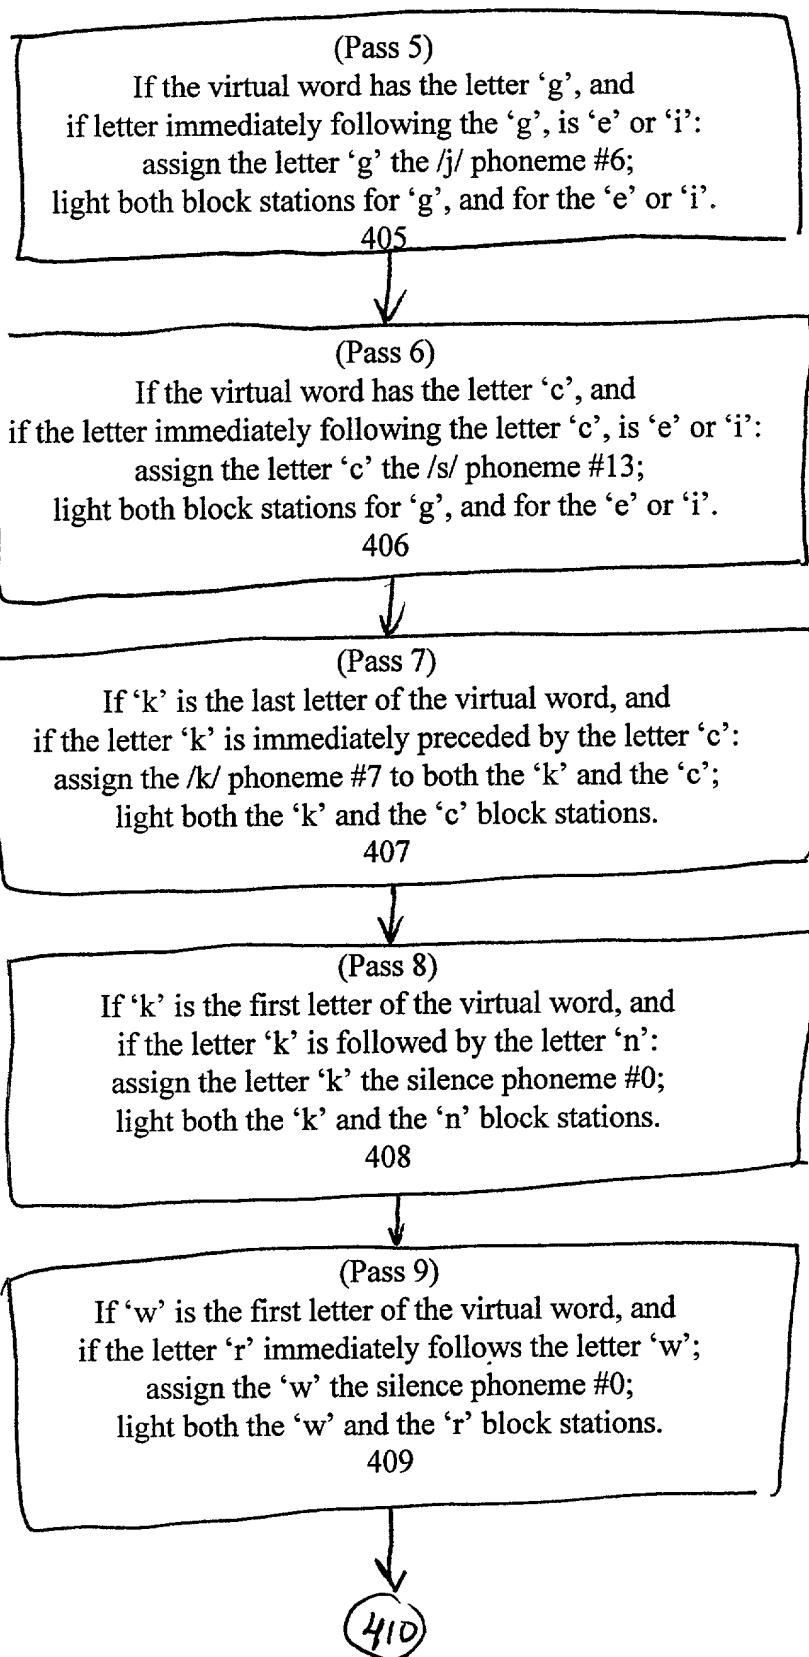 (Pass 5)
If the virtual word has the letter ‘g’, and
if letter immediately following the ‘g’, is ‘e’ or ‘i’:
assign the letter ‘g’ the /j/ phoneme #6;
light both block stations for ‘g’, and for the ‘e’ or ‘i’.
405
(Pass 6)
If the virtual word has the letter ‘c’, and
if the letter immediately following the letter ‘c’, is ‘e’ or ‘i’:
assign the letter ‘c’ the /s/ phoneme #13;
light both block stations for ‘g’, and for the ‘e’ or ‘i’.
406
(Pass 7)
If ‘k’ is the last letter of the virtual word, and
if the letter ‘k’ is immediately preceded by the letter ‘c’:
assign the /k/ phoneme #7 to both the ‘k’ and the ‘c’;
light both the ‘k’ and the ‘c’ block stations.
407
(Pass 8)
If ‘k’ is the first letter of the virtual word, and
if the letter ‘k’ is followed by the letter ‘n’:
assign the letter ‘k’ the silence phoneme #0;
light both the ‘k’ and the ‘n’ block stations.
408
(Pass 9)
If ‘w’ is the first letter of the virtual word, and
if the letter ‘r’ immediately follows the letter ‘w’;
assign the ‘w’ the silence phoneme #0;
light both the ‘w’ and the ‘r’ block stations.
409
410